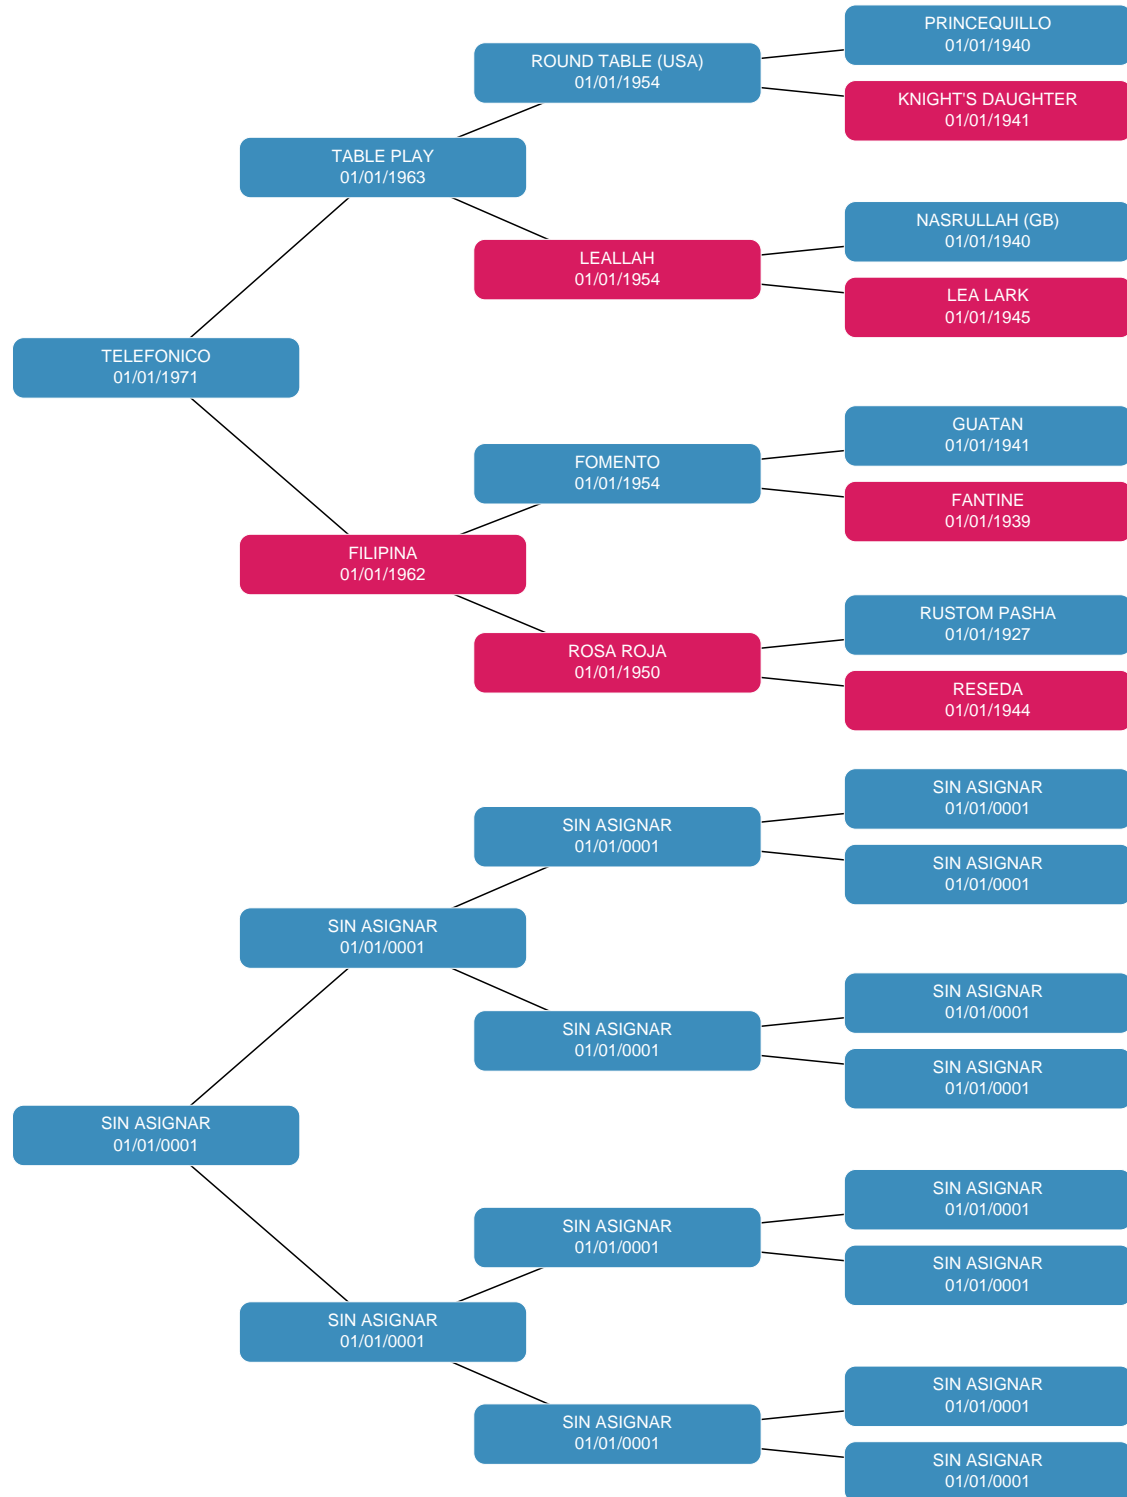 PRINCEQUILLO
01/01/1940
ROUND TABLE (USA)
01/01/1954
KNIGHT'S DAUGHTER
01/01/1941
TABLE PLAY
01/01/1963
NASRULLAH (GB)
01/01/1940
LEALLAH
01/01/1954
LEA LARK
01/01/1945
TELEFONICO
01/01/1971
GUATAN
01/01/1941
FOMENTO
01/01/1954
FANTINE
01/01/1939
FILIPINA
01/01/1962
RUSTOM PASHA
01/01/1927
ROSA ROJA
01/01/1950
RESEDA
01/01/1944
SIN ASIGNAR
01/01/0001
SIN ASIGNAR
01/01/0001
SIN ASIGNAR
01/01/0001
SIN ASIGNAR
01/01/0001
SIN ASIGNAR
01/01/0001
SIN ASIGNAR
01/01/0001
SIN ASIGNAR
01/01/0001
SIN ASIGNAR
01/01/0001
SIN ASIGNAR
01/01/0001
SIN ASIGNAR
01/01/0001
SIN ASIGNAR
01/01/0001
SIN ASIGNAR
01/01/0001
SIN ASIGNAR
01/01/0001
SIN ASIGNAR
01/01/0001
SIN ASIGNAR
01/01/0001